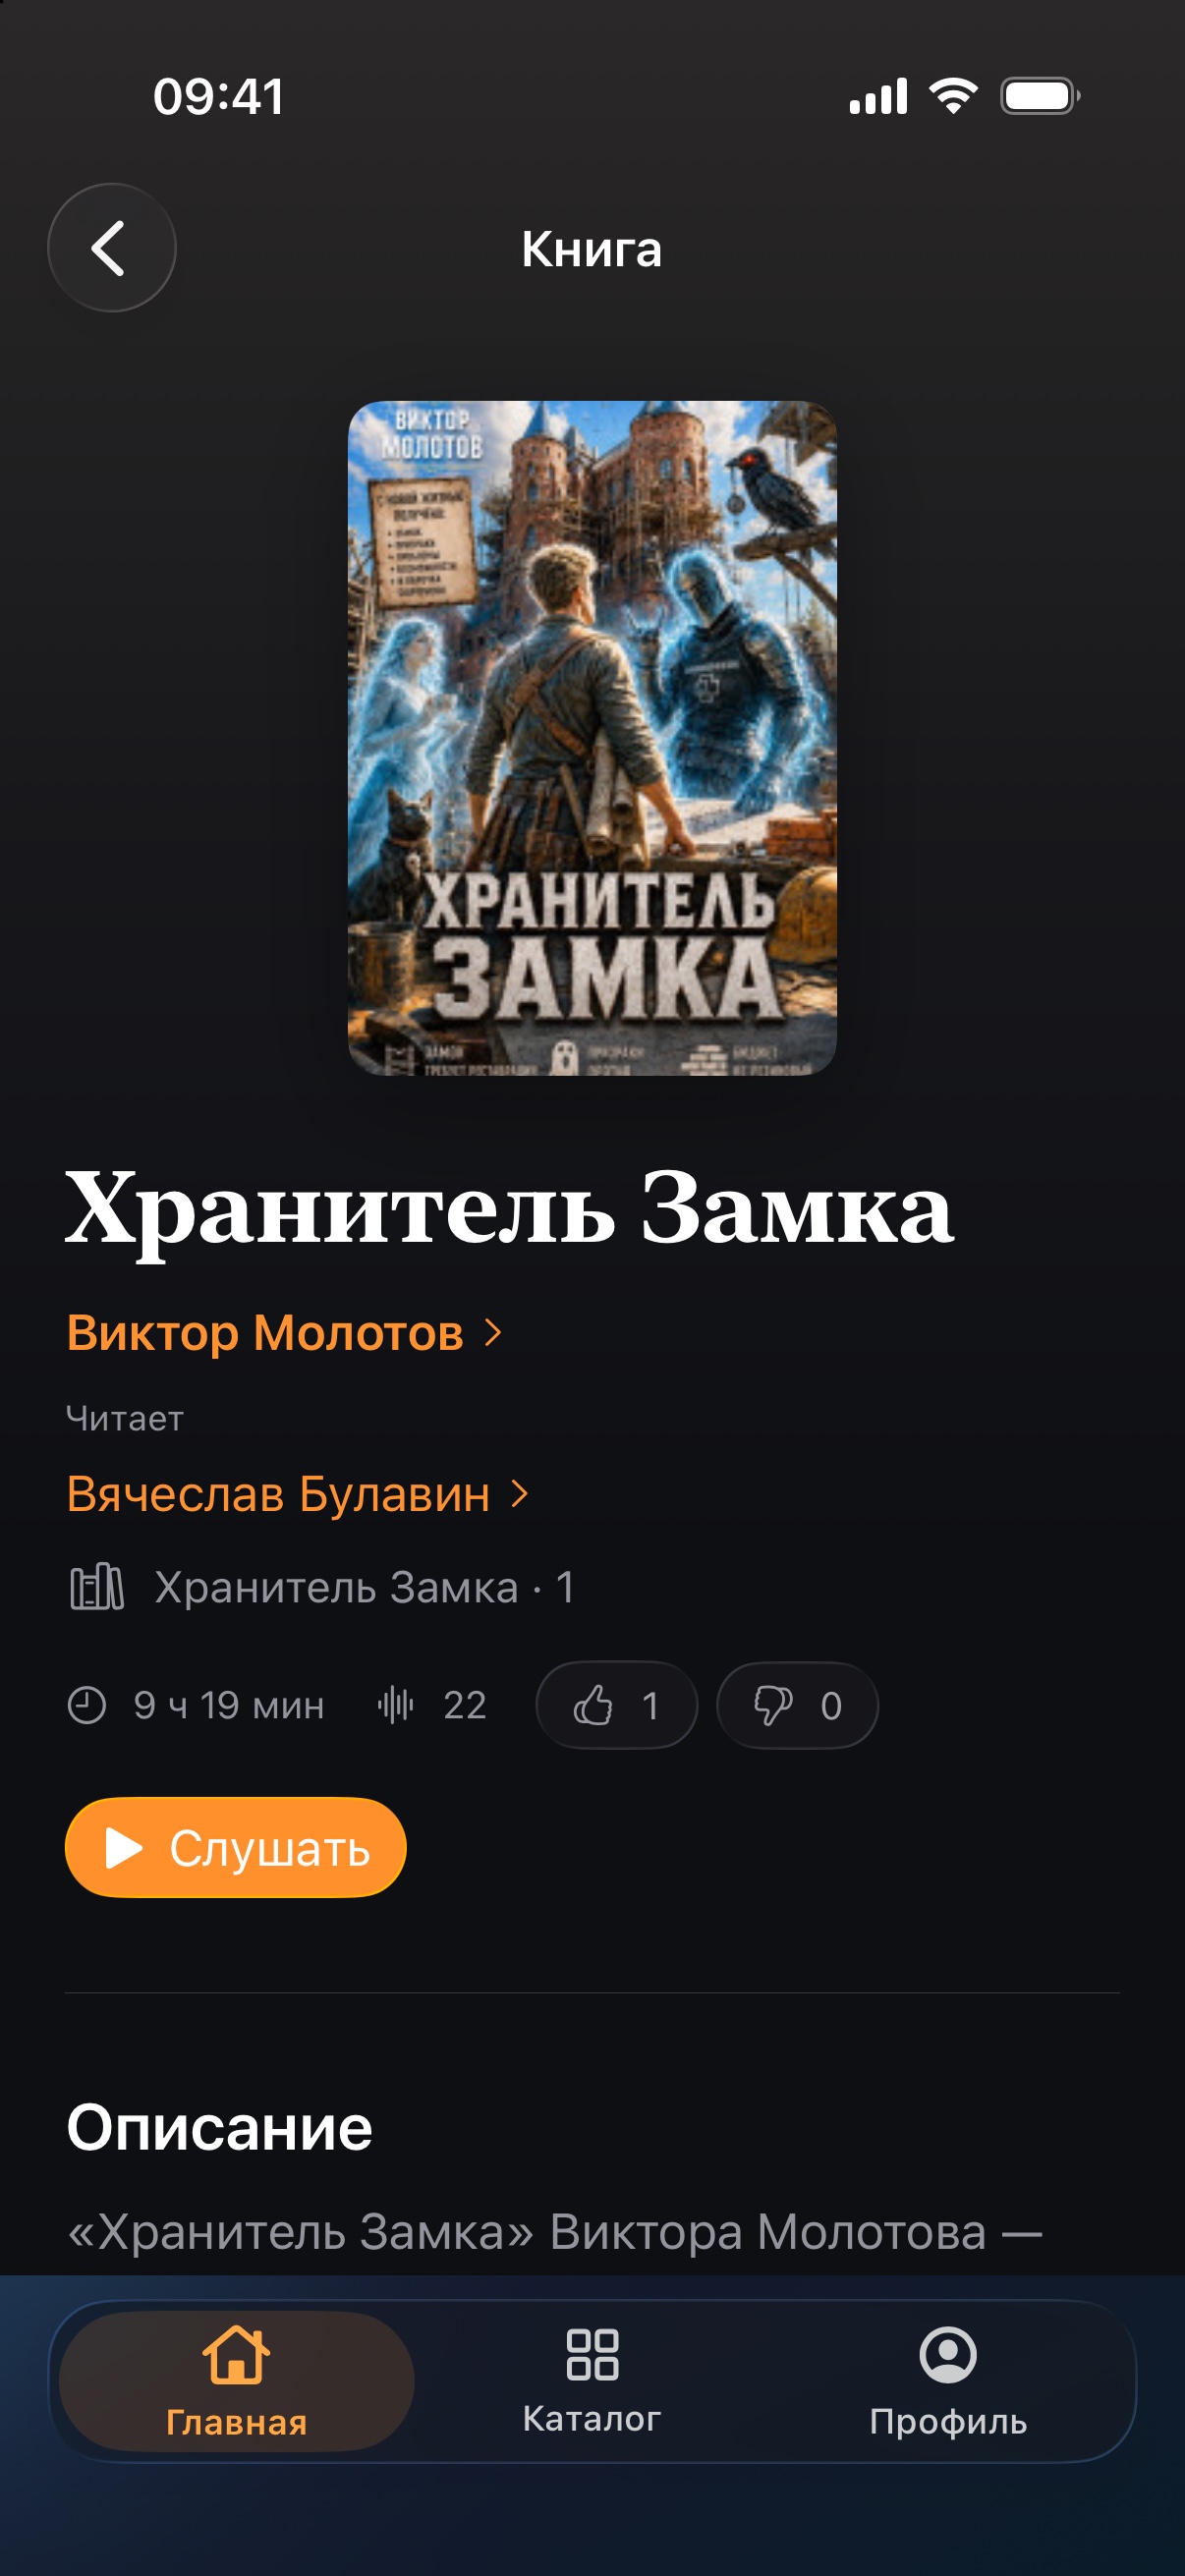 09:41
Книга
ВИКТОР
МОЛОТОВ
ХРАНИТЕЛЬ
ЗАМКА
Хранитель Замка
Виктор Молотов
Читает
Вячеслав Булавин
Хранитель Замка · 1
9 ч 19 мин 22 1 0
Слушать
Описание
«Хранитель Замка» Виктора Молотова —
Главная Каталог Профиль